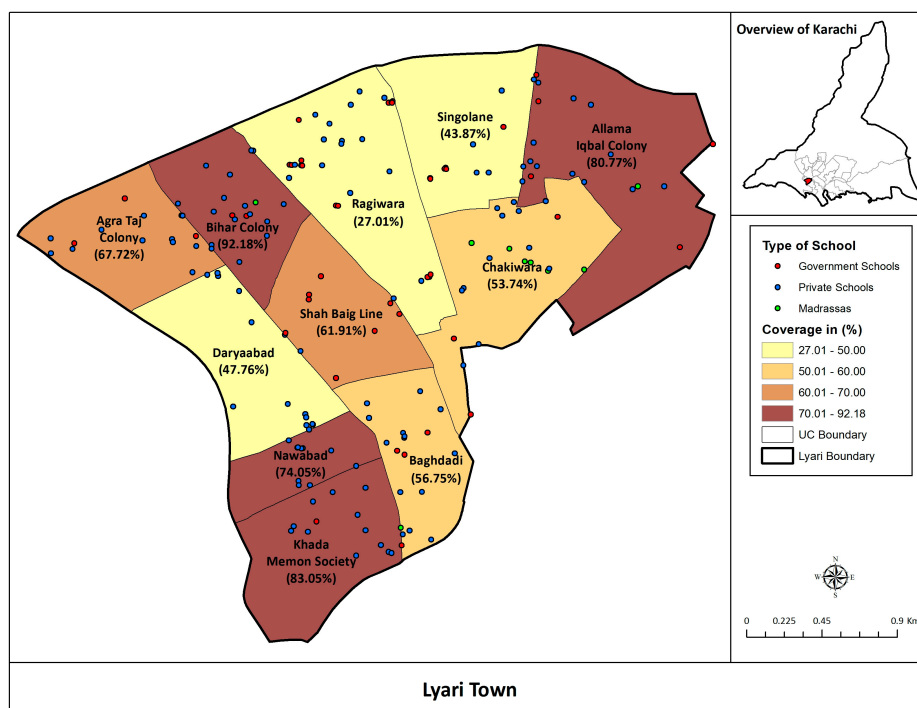 Overview of Karachi
Singolane
(43.87%)
Allama
Iqbal Colony
(80.77%)
Ragiwara
(27.01%)
Agra Taj
Colony
(67.72%)
Bihar Colony
(92.18%)
Chakiwara
(53.74%)
Shah Baig Line
(61.91%)
Daryaabad
(47.76%)
Nawabad
(74.05%)
Baghdadi
(56.75%)
Khada
Memon Society
(83.05%)
Type of School
Government Schools
Private Schools
Madrassas
Coverage in (%)
27.01 - 50.00
50.01 - 60.00
60.01 - 70.00
70.01 - 92.18
UC Boundary
Lyari Boundary
N
W E
S
0 0.225 0.45 0.9 Km
Lyari Town